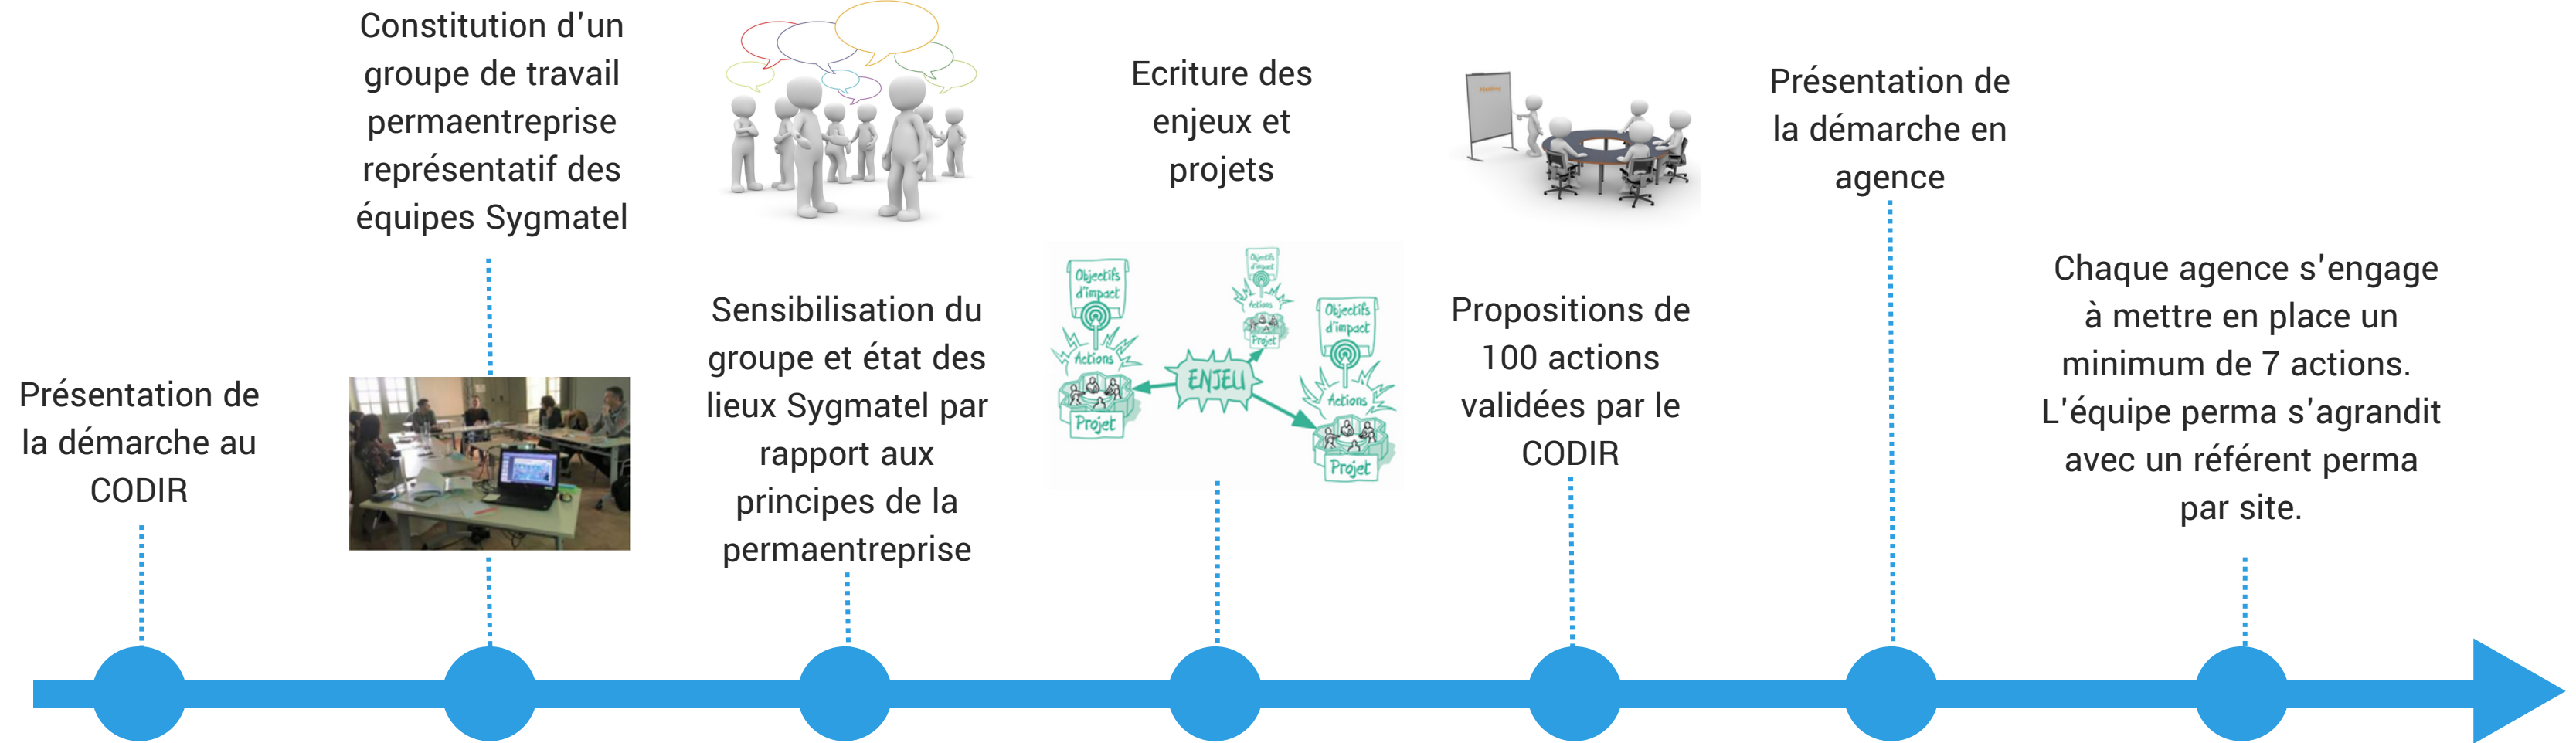 Présentation de
la démarche au
CODIR
Constitution d'un
groupe de travail
permaentreprise
représentatif des
équipes Sygmatel
Sensibilisation du
groupe et état des
lieux Sygmatel par
rapport aux
principes de la
permaentreprise
Ecriture des
enjeux et
projets
Objectifs
d'impact
Actions
Projet
ENJEU
Objectifs
d'impact
Actions
Projet
Objectifs
d'impact
Actions
Projet
Propositions de
100 actions
validées par le
CODIR
Présentation de
la démarche en
agence
Chaque agence s'engage
à mettre en place un
minimum de 7 actions.
L'équipe perma s'agrandit
avec un référent perma
par site.